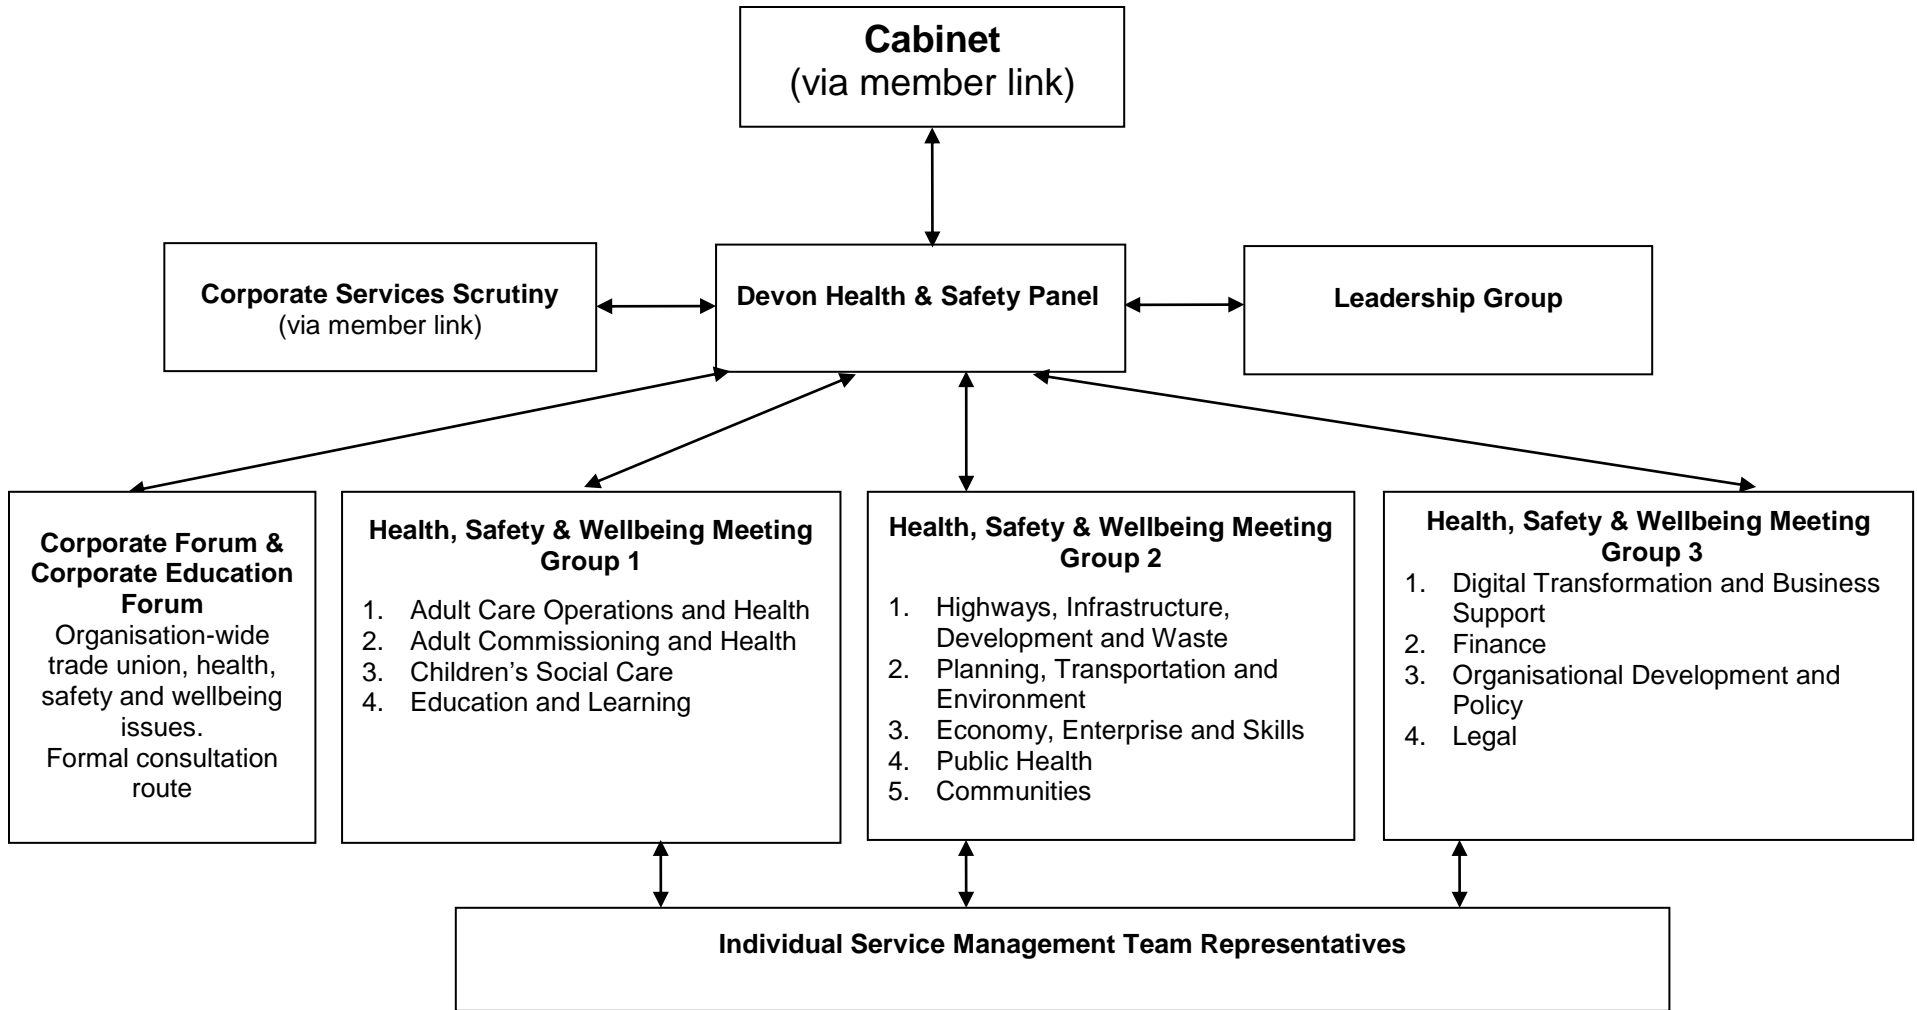 Cabinet
(via member link)
Corporate Services Scrutiny
(via member link)
Devon Health & Safety Panel
Leadership Group
Corporate Forum &
Corporate Education
Forum
Organisation-wide
trade union, health,
safety and wellbeing
issues.
Formal consultation
route
Health, Safety & Wellbeing Meeting
Group 1
1. Adult Care Operations and Health
2. Adult Commissioning and Health
3. Children’s Social Care
4. Education and Learning
Health, Safety & Wellbeing Meeting
Group 2
1. Highways, Infrastructure,
Development and Waste
2. Planning, Transportation and
Environment
3. Economy, Enterprise and Skills
4. Public Health
5. Communities
Health, Safety & Wellbeing Meeting
Group 3
1. Digital Transformation and Business
Support
2. Finance
3. Organisational Development and
Policy
4. Legal
Individual Service Management Team Representatives